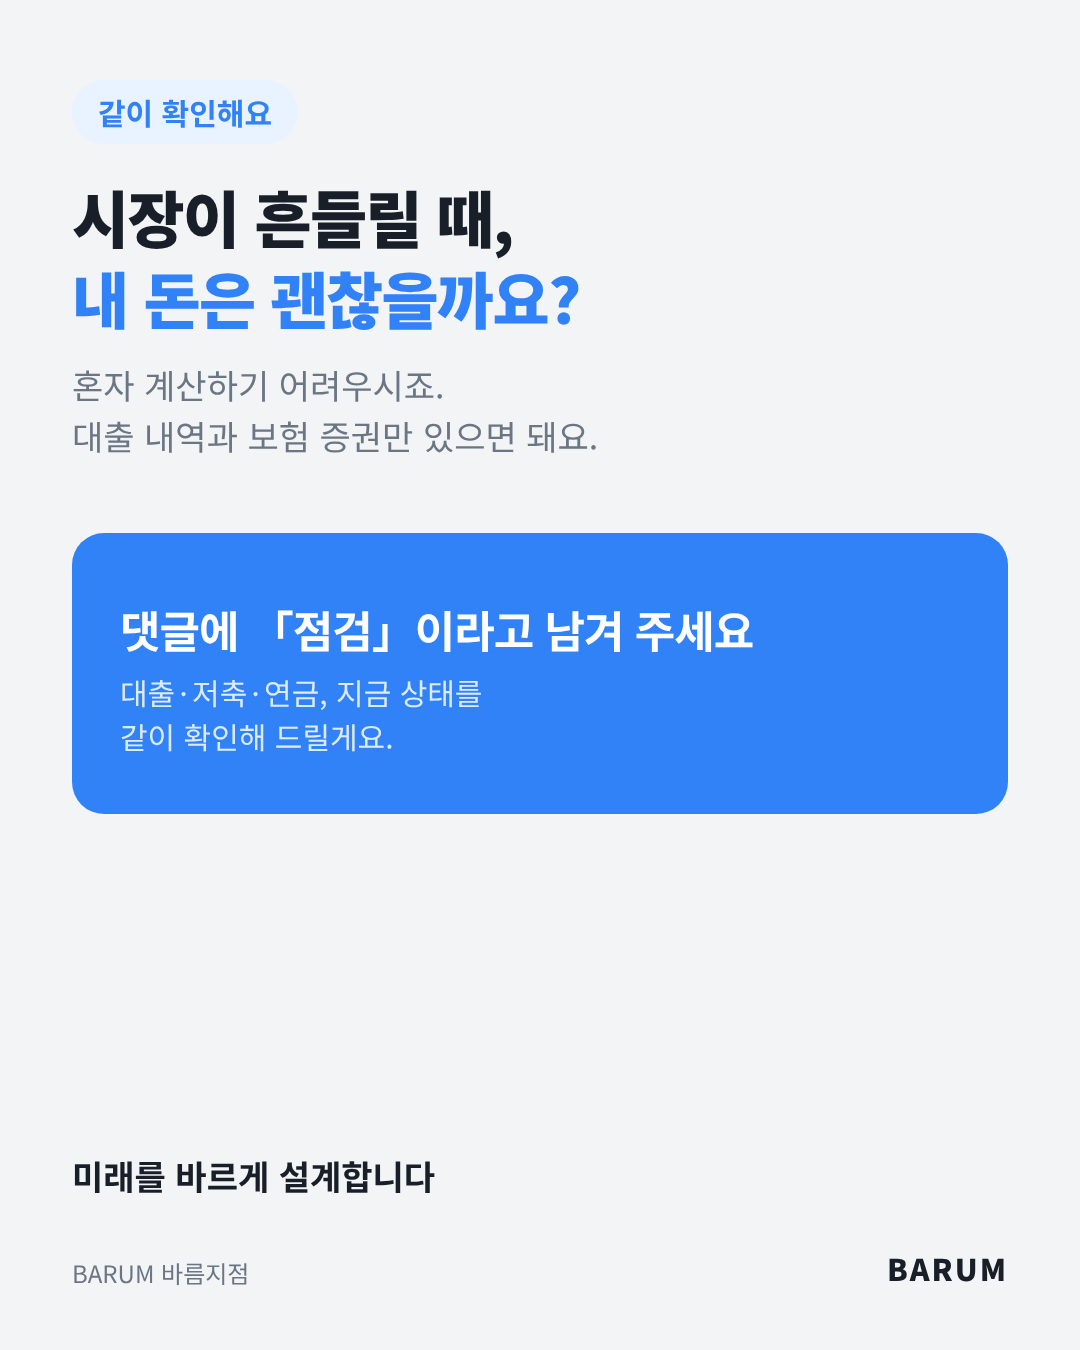 같이 확인해요
시장이 흔들릴 때,
내 돈은 괜찮을까요?
혼자 계산하기 어려우시죠.
대출 내역과 보험 증권만 있으면 돼요.
댓글에 「점검」이라고 남겨 주세요
대출·저축·연금, 지금 상태를
같이 확인해 드릴게요.
미래를 바르게 설계합니다
BARUM 바름지점
BARUM